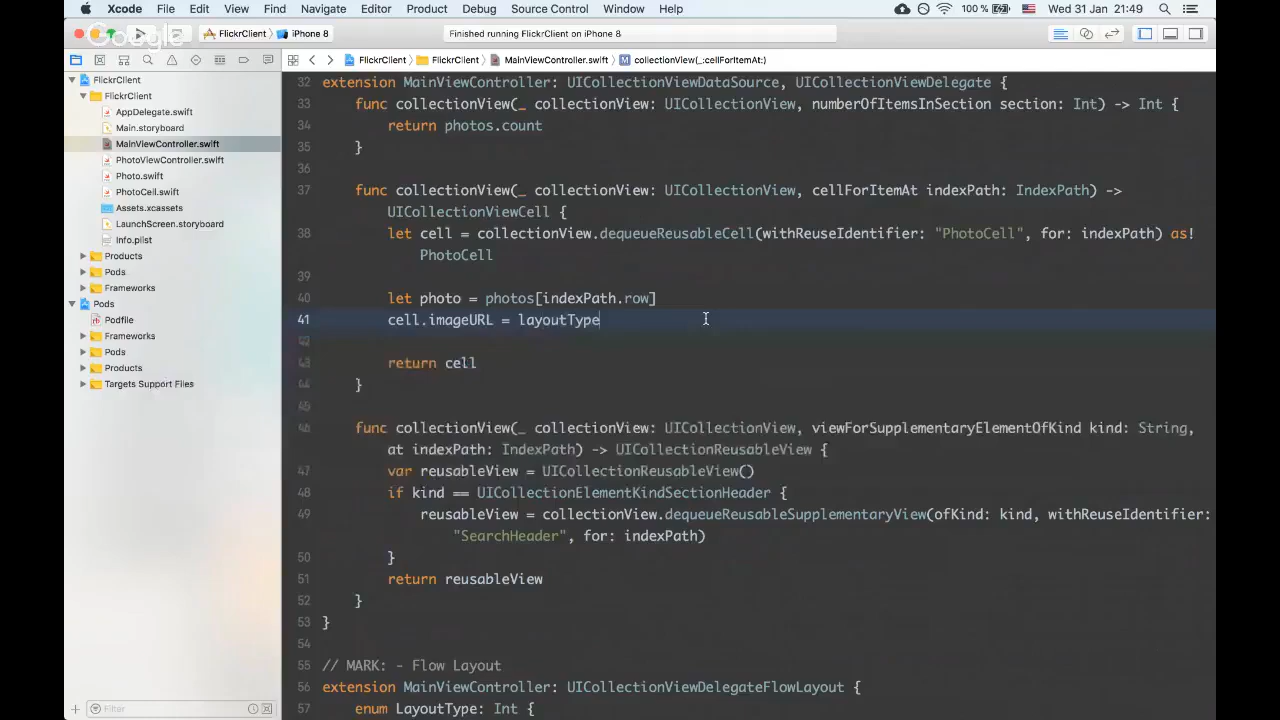 Xcode File Edit View Find Navigate Editor Product Debug Source Control Window Help 100 % Wed 31 Jan 21:49
Google
FlickrClient iPhone 8 Finished running FlickrClient on iPhone 8
FlickrClient FlickrClient MainViewController.swift M collectionView(_:cellForItemAt:)
FlickrClient
FlickrClient
AppDelegate.swift
Main.storyboard
MainViewController.swift
PhotoViewController.swift
Photo.swift
PhotoCell.swift
Assets.xcassets
LaunchScreen.storyboard
Info.plist
Products
Pods
Frameworks
Pods
Podfile
Frameworks
Pods
Products
Targets Support Files
Filter
32 extension MainViewController: UICollectionViewDataSource, UICollectionViewDelegate {
33 func collectionView(_ collectionView: UICollectionView, numberOfItemsInSection section: Int) -> Int {
34 return photos.count
35 }
36
37 func collectionView(_ collectionView: UICollectionView, cellForItemAt indexPath: IndexPath) ->
UICollectionViewCell {
38 let cell = collectionView.dequeueReusableCell(withReuseIdentifier: "PhotoCell", for: indexPath) as!
PhotoCell
39
40 let photo = photos[indexPath.row]
41 cell.imageURL = layoutType
42
43 return cell
44 }
45
46 func collectionView(_ collectionView: UICollectionView, viewForSupplementaryElementOfKind kind: String,
at indexPath: IndexPath) -> UICollectionReusableView {
47 var reusableView = UICollectionReusableView()
48 if kind == UICollectionElementKindSectionHeader {
49 reusableView = collectionView.dequeueReusableSupplementaryView(ofKind: kind, withReuseIdentifier:
"SearchHeader", for: indexPath)
50 }
51 return reusableView
52 }
53 }
54
55 // MARK: - Flow Layout
56 extension MainViewController: UICollectionViewDelegateFlowLayout {
57 enum LayoutType: Int {